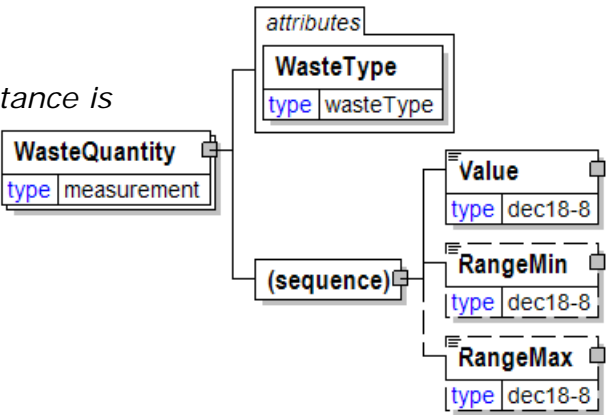 attributes
WasteType
type wasteType
tance is
WasteQuantity
type measurement
Value
type dec18-8
(sequence)
RangeMin
type dec18-8
RangeMax
type dec18-8